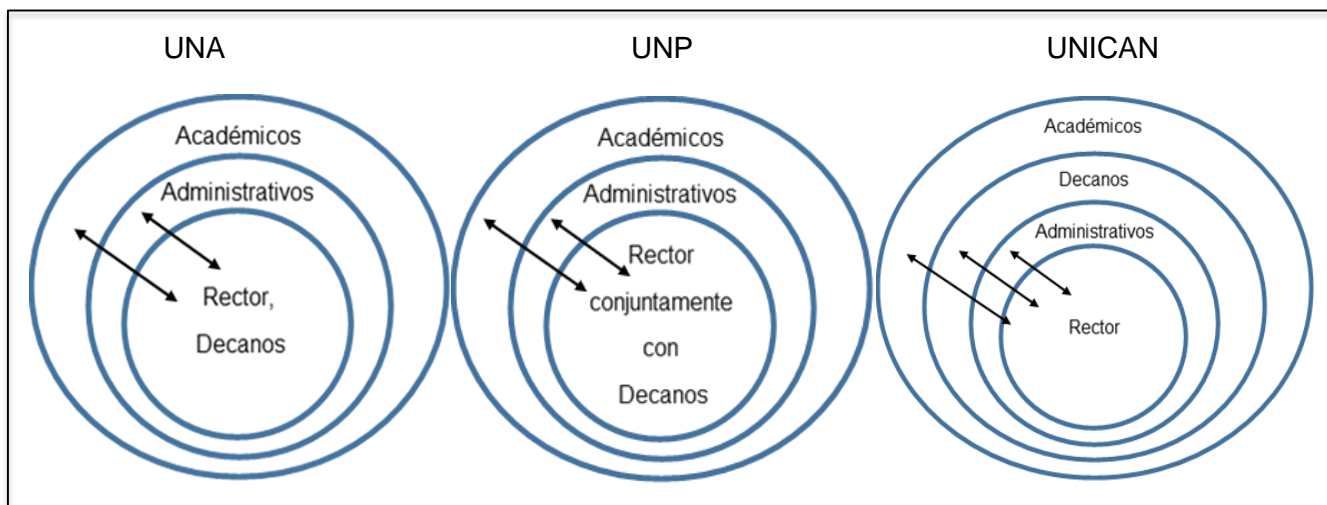 UNA
Académicos
Administrativos
Rector,
Decanos
UNP
Académicos
Administrativos
Rector
conjuntamente
con
Decanos
UNICAN
Académicos
Decanos
Administrativos
Rector